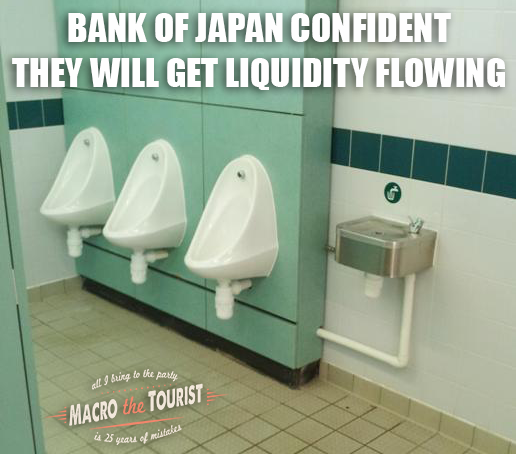 BANK OF JAPAN CONFIDENT
THEY WILL GET LIQUIDITY FLOWING
all I bring to the party
MACRO the TOURIST
is 25 years of mistakes